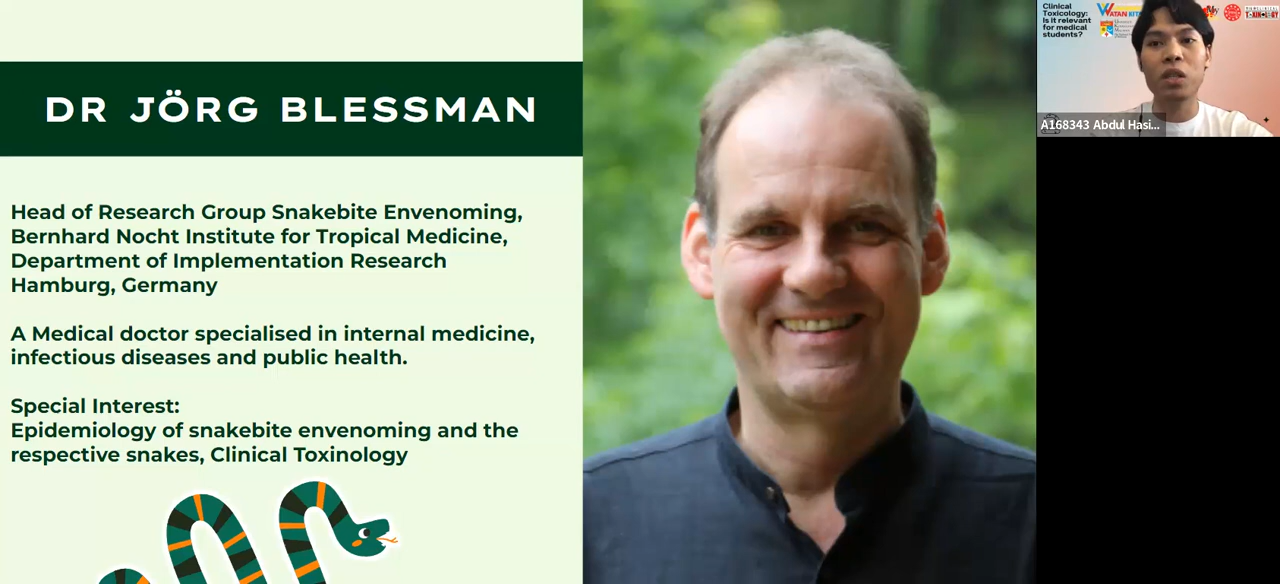 DR JÖRG BLESSMAN
Head of Research Group Snakebite Envenoming,
Bernhard Nocht Institute for Tropical Medicine,
Department of Implementation Research
Hamburg, Germany
A Medical doctor specialised in internal medicine,
infectious diseases and public health.
Special Interest:
Epidemiology of snakebite envenoming and the
respective snakes, Clinical Toxinology
Clinical
Toxicology:
Is it relevant
for medical
students?
WATAN
My
A168343 Abdul Hasi...